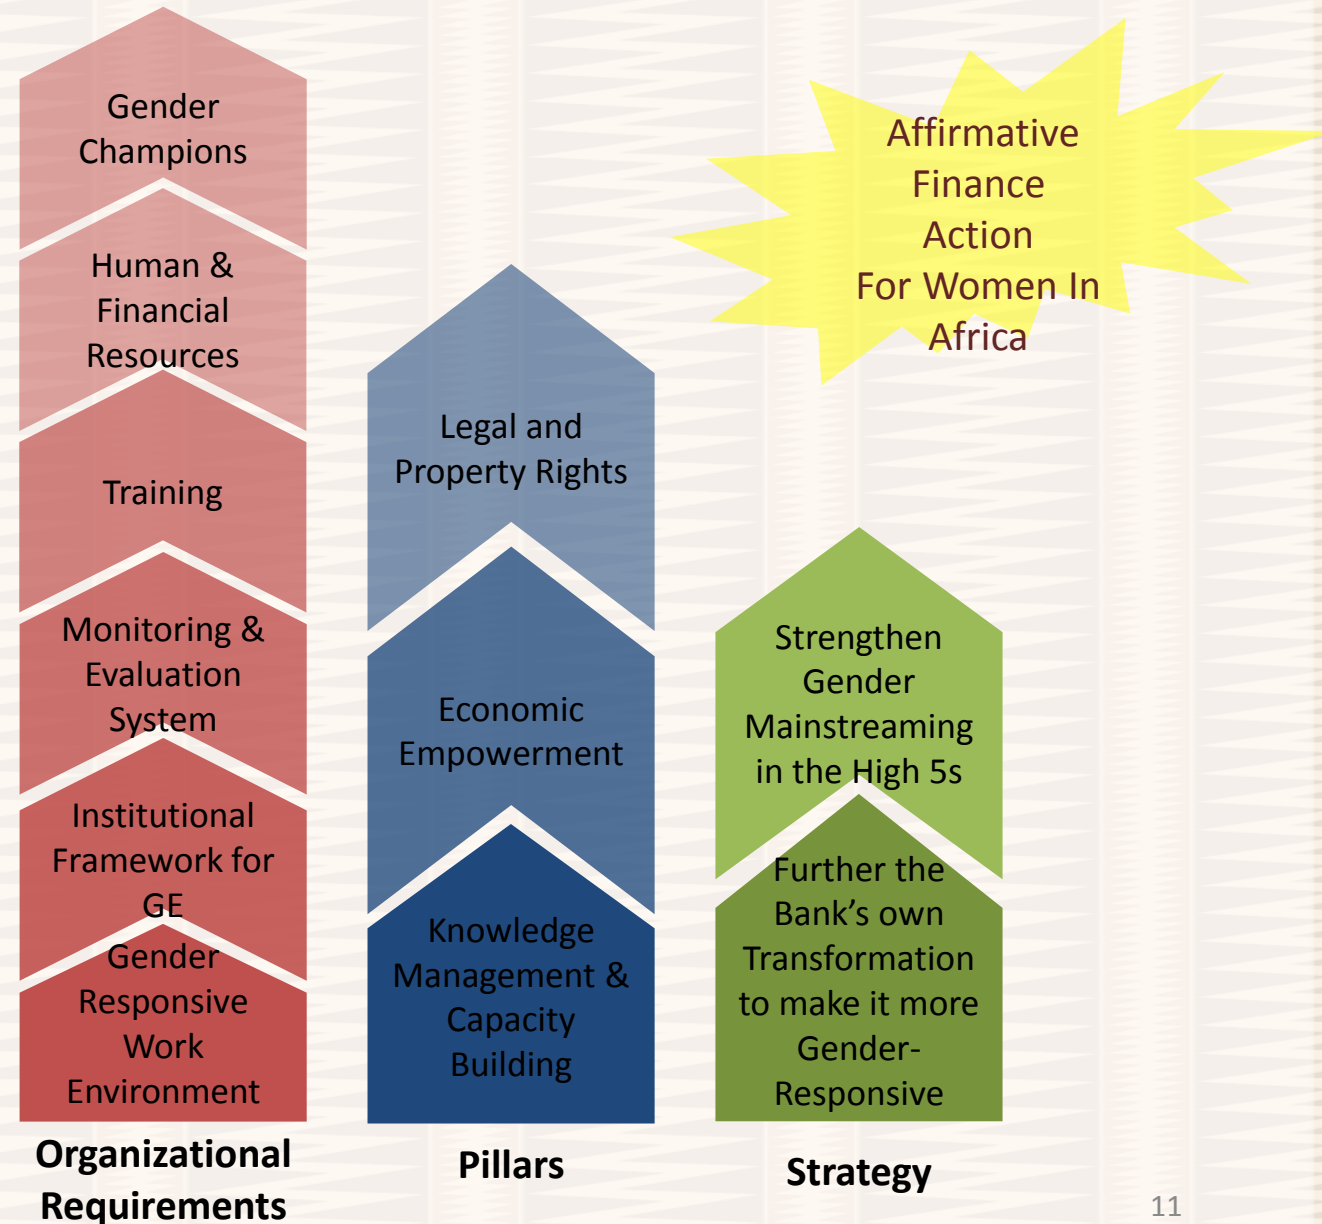 Gender
Champions
Human &
Financial
Resources
Training
Monitoring &
Evaluation
System
Institutional
Framework for
GE
Gender
Responsive
Work
Environment
Organizational
Requirements
Legal and
Property Rights
Economic
Empowerment
Knowledge
Management &
Capacity
Building
Pillars
Affirmative
Finance
Action
For Women In
Africa
Strengthen
Gender
Mainstreaming
in the High 5s
Further the
Bank’s own
Transformation
to make it more
Gender-
Responsive
Strategy
11